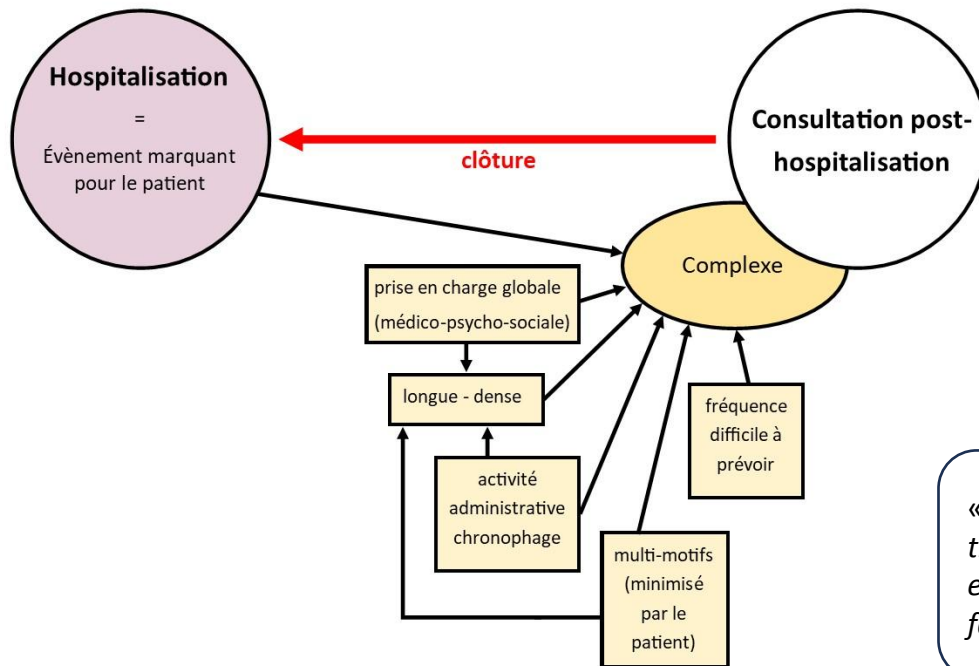 Hospitalisation
=
Évènement marquant
pour le patient
clôture
Consultation post-
hospitalisation
Complexe
prise en charge globale
(médico-psycho-sociale)
longue - dense
fréquence
difficile à
prévoir
activité
administrative
chronophage
multi-motifs
(minimisé
par le
patient)
«